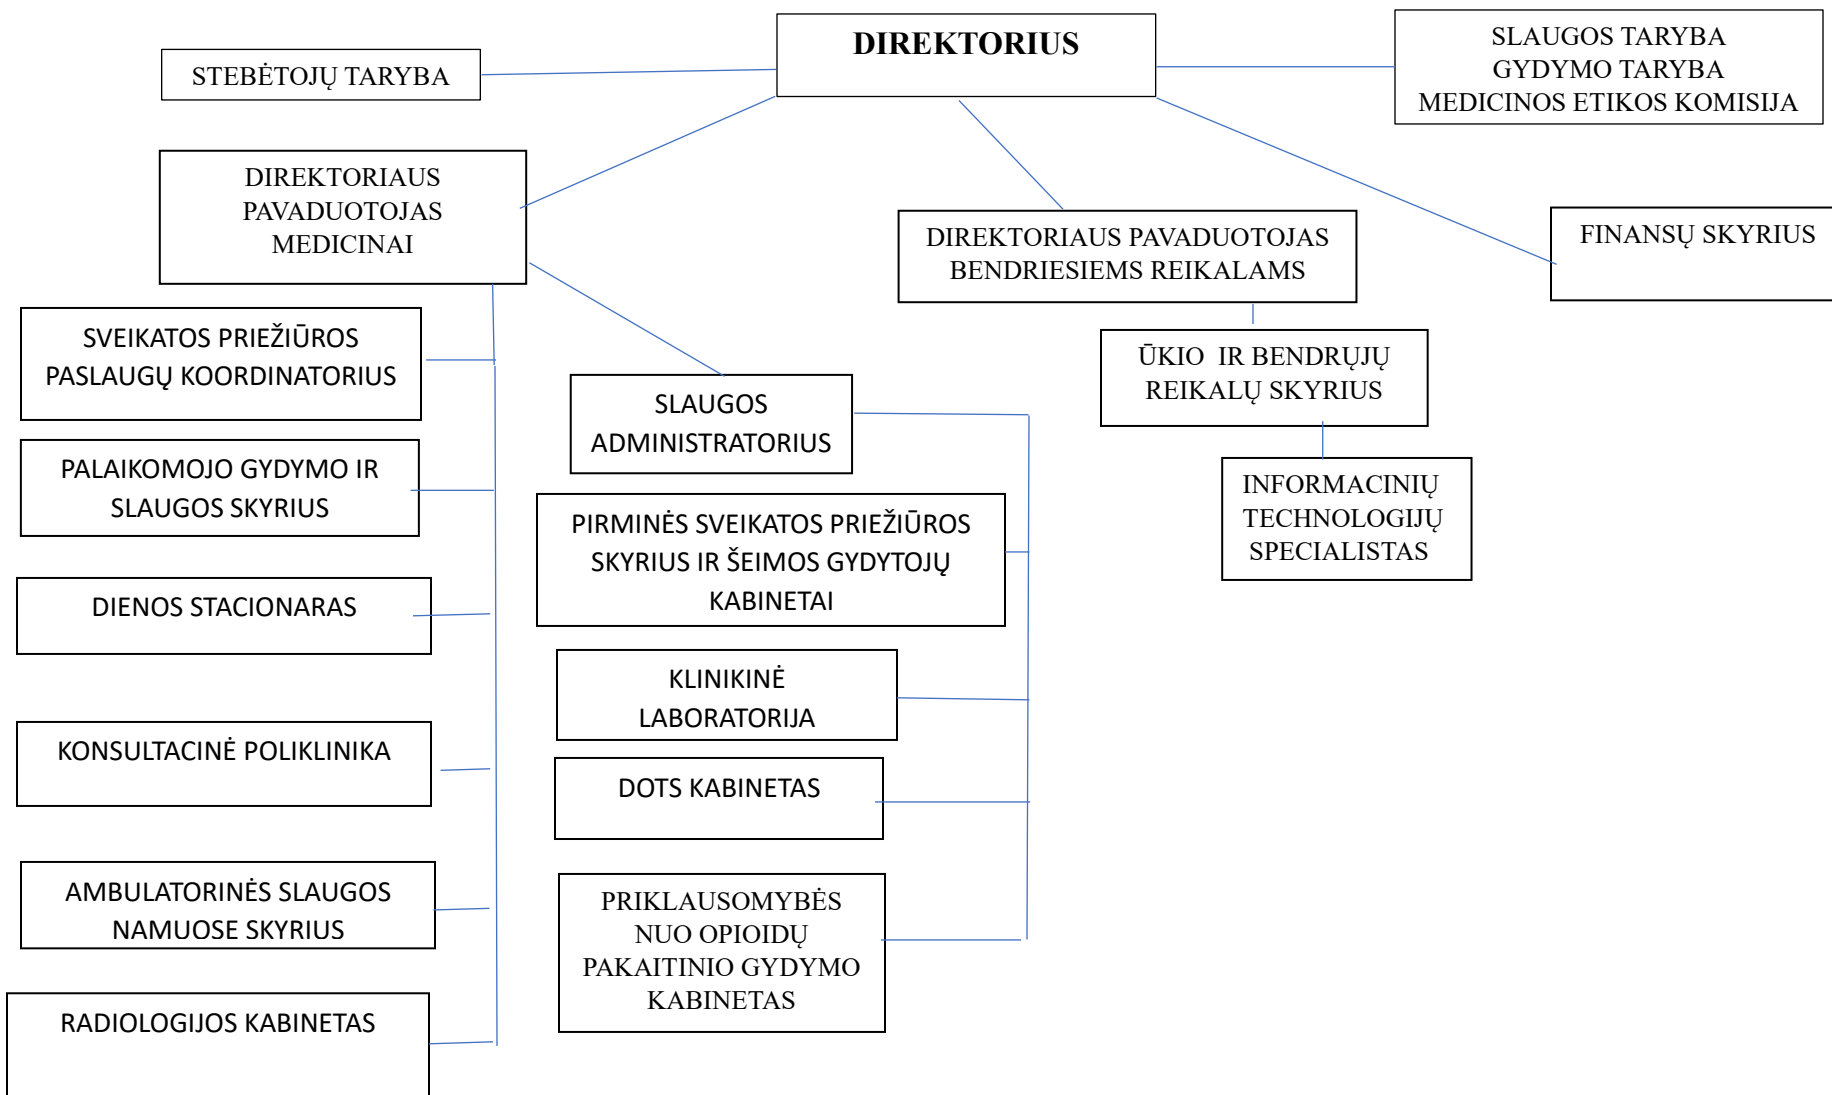 DIREKTORIUS
STEBĖTOJŲ TARYBA
SLAUGOS TARYBA
GYDYMO TARYBA
MEDICINOS ETIKOS KOMISIJA
DIREKTORIAUS
PAVADUOTOJAS
MEDICINAI
DIREKTORIAUS PAVADUOTOJAS
BENDRIESIEMS REIKALAMS
FINANSŲ SKYRIUS
SVEIKATOS PRIEŽIŪROS
PASLAUGŲ KOORDINATORIUS
PALAIKOMOJO GYDYMO IR
SLAUGOS SKYRIUS
DIENOS STACIONARAS
KONSULTACINĖ POLIKLINIKA
AMBULATORINĖS SLAUGOS
NAMUOSE SKYRIUS
RADIOLOGIJOS KABINETAS
SLAUGOS
ADMINISTRATORIUS
PIRMINĖS SVEIKATOS PRIEŽIŪROS
SKYRIUS IR ŠEIMOS GYDYTOJŲ
KABINETAI
KLINIKINĖ
LABORATORIJA
DOTS KABINETAS
PRIKLAUSOMYBĖS
NUO OPIOIDŲ
PAKAITINIO GYDYMO
KABINETAS
ŪKIO IR BENDRŲJŲ
REIKALŲ SKYRIUS
INFORMACINIŲ
TECHNOLOGIJŲ
SPECIALISTAS